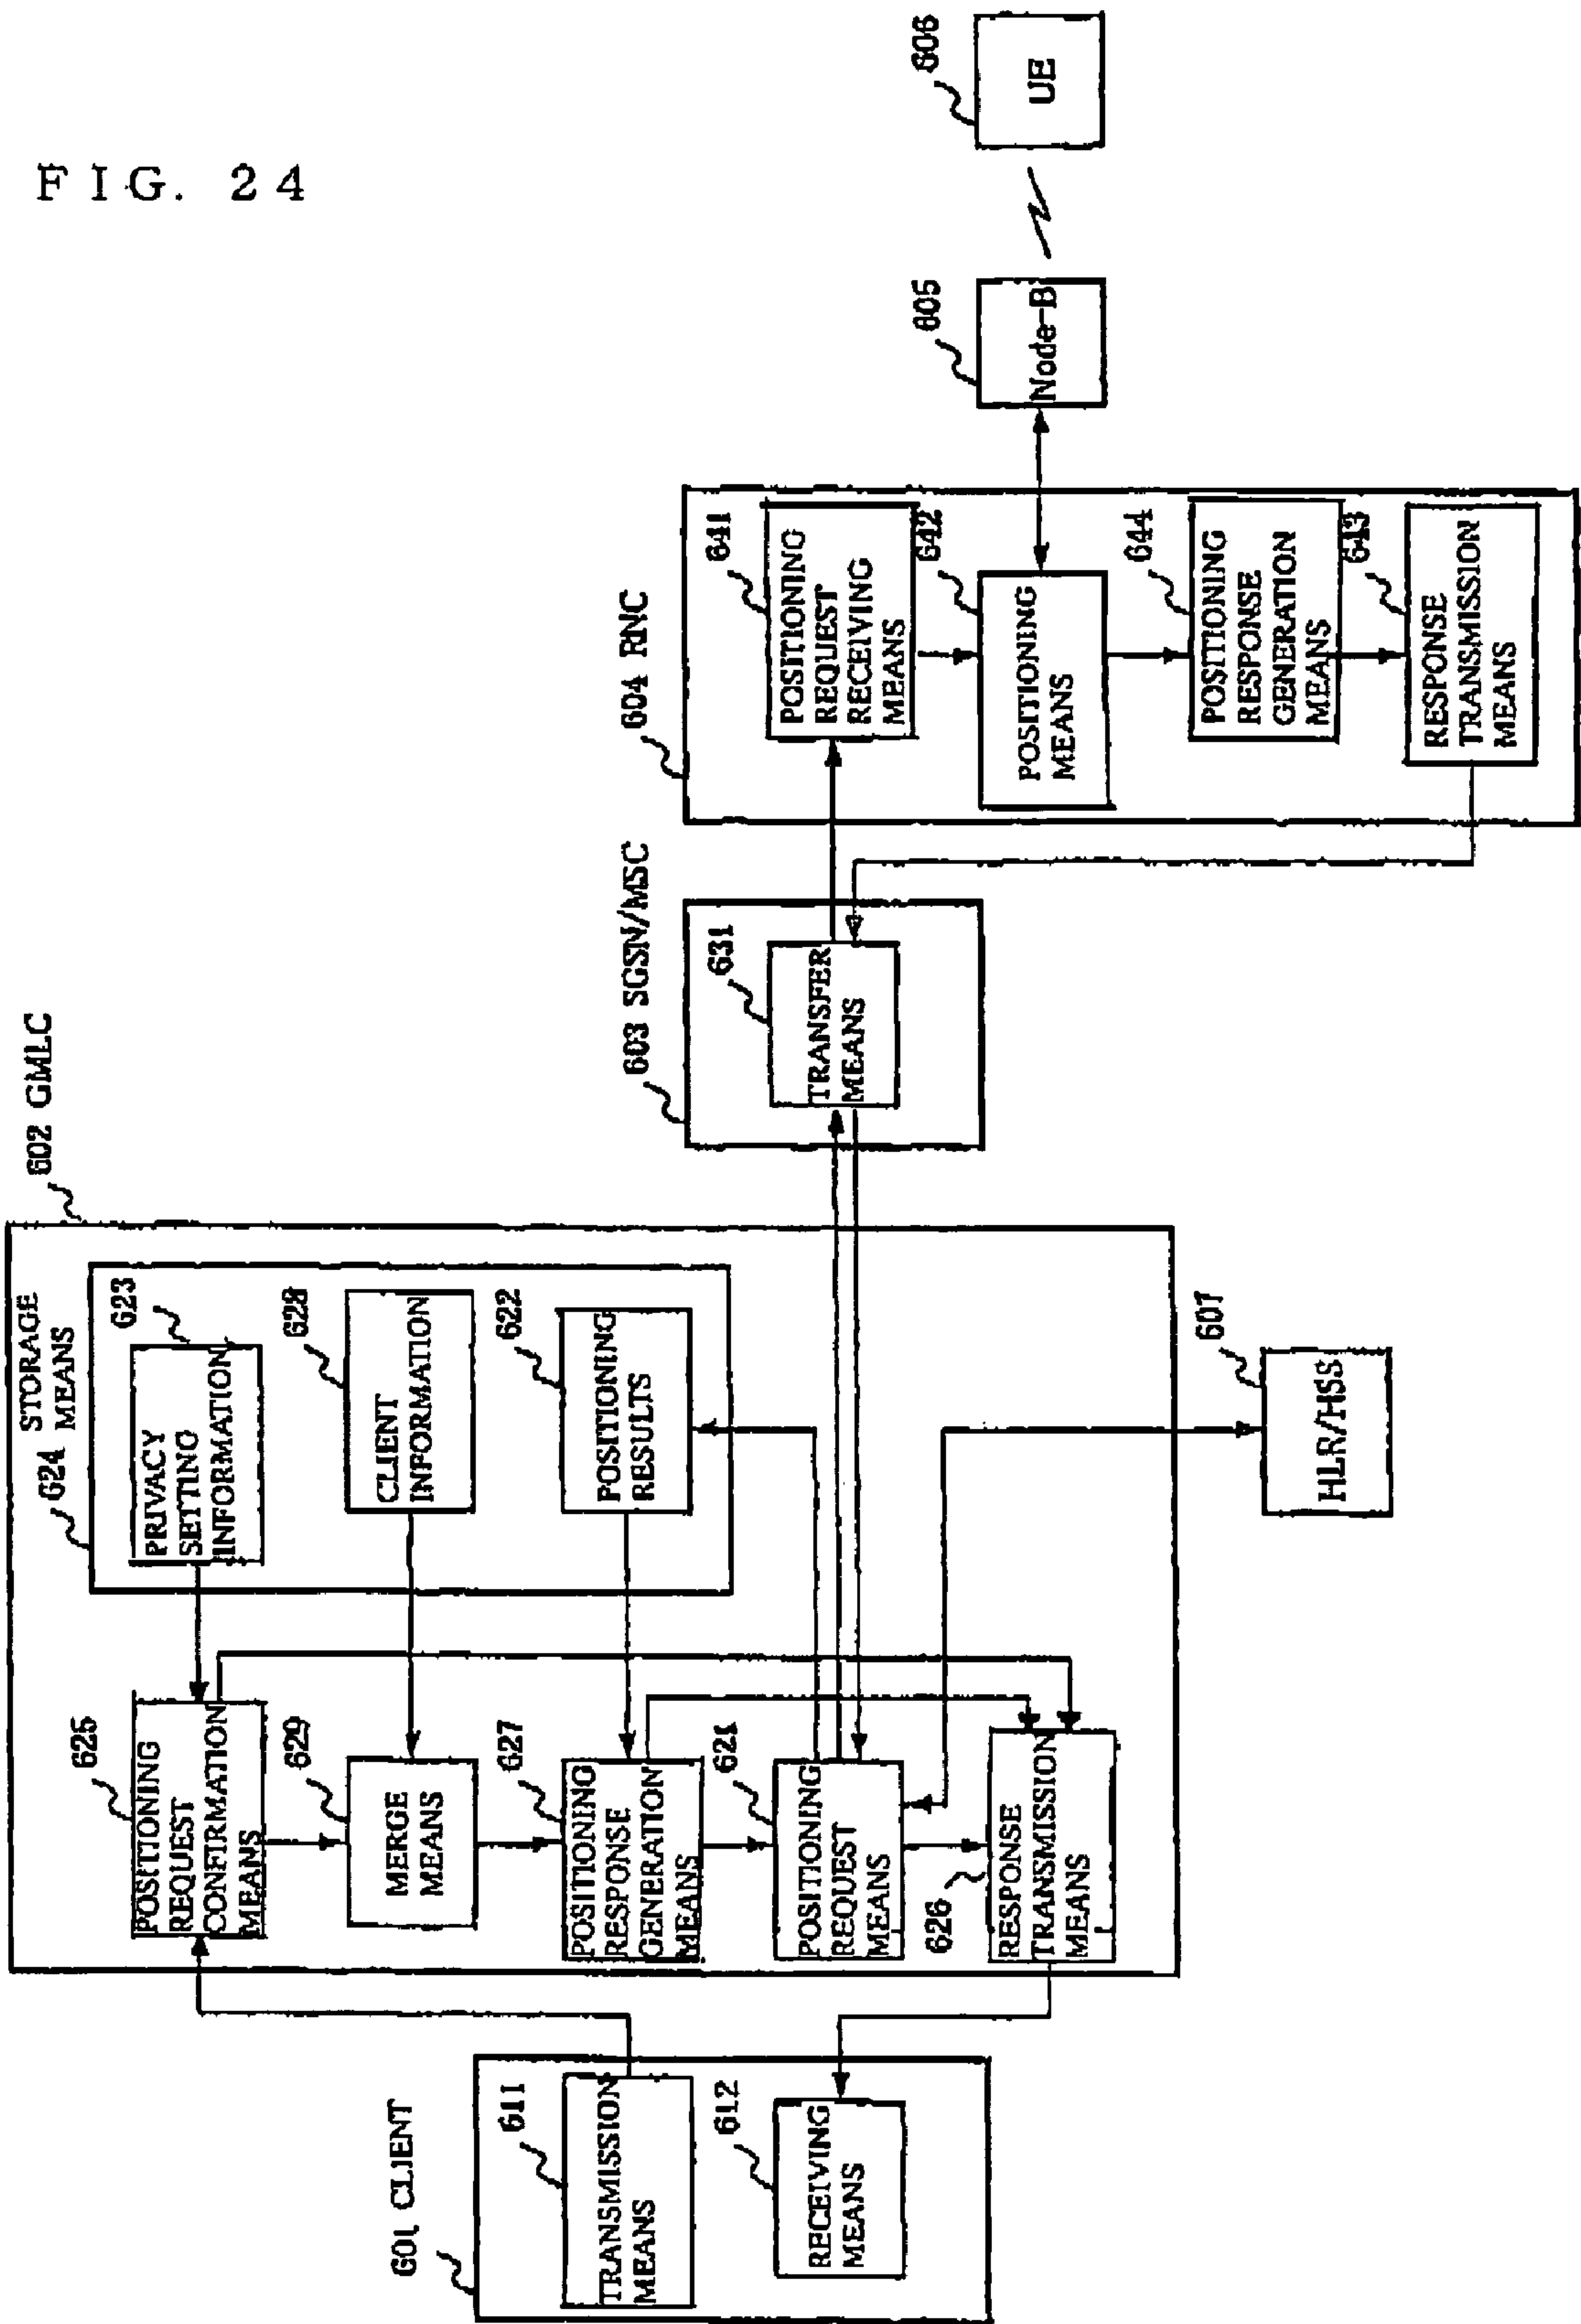 FIG. 24
601 CLIENT
611
TRANSMISSION
MEANS
612
RECEIVING
MEANS
602 GMLC
625
POSITIONING
REQUEST
CONFIRMATION
MEANS
629
MERGE
MEANS
627
POSITIONING
RESPONSE
GENERATION
MEANS
621
POSITIONING
REQUEST
MEANS
626
RESPONSE
TRANSMISSION
MEANS
STORAGE
624 MEANS
623
PRIVACY
SETTING
INFORMATION
628
CLIENT
INFORMATION
622
POSITIONING
RESULTS
607
HLR/HSS
603 SGSN/MSC
631
TRANSFER
MEANS
604 RNC
641
POSITIONING
REQUEST
RECEIVING
MEANS
642
POSITIONING
MEANS
644
POSITIONING
RESPONSE
GENERATION
MEANS
643
RESPONSE
TRANSMISSION
MEANS
605
Node-B
606
UE